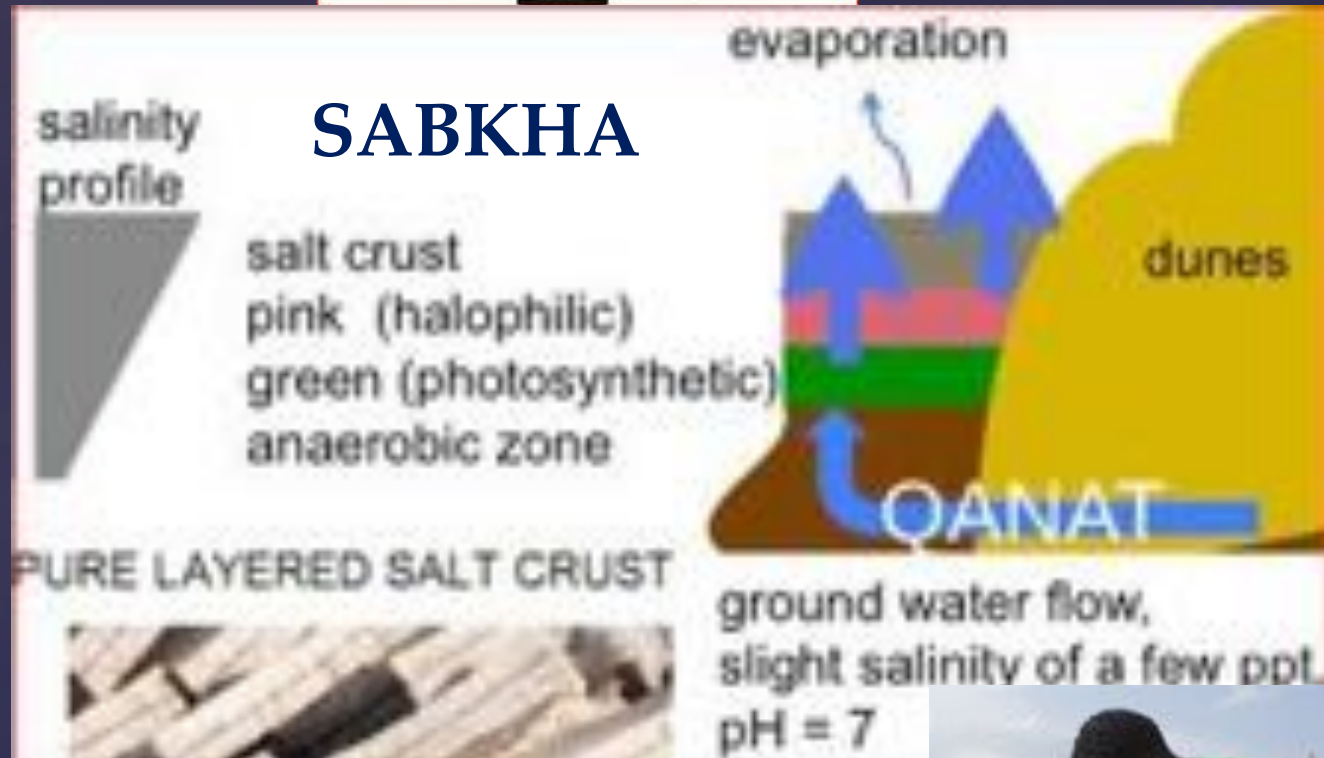 evaporation
salinity
profile
SABKHA
salt crust
pink (halophilic)
green (photosynthetic)
anaerobic zone
dunes
QANAT
PURE LAYERED SALT CRUST
ground water flow,
slight salinity of a few ppt,
pH = 7